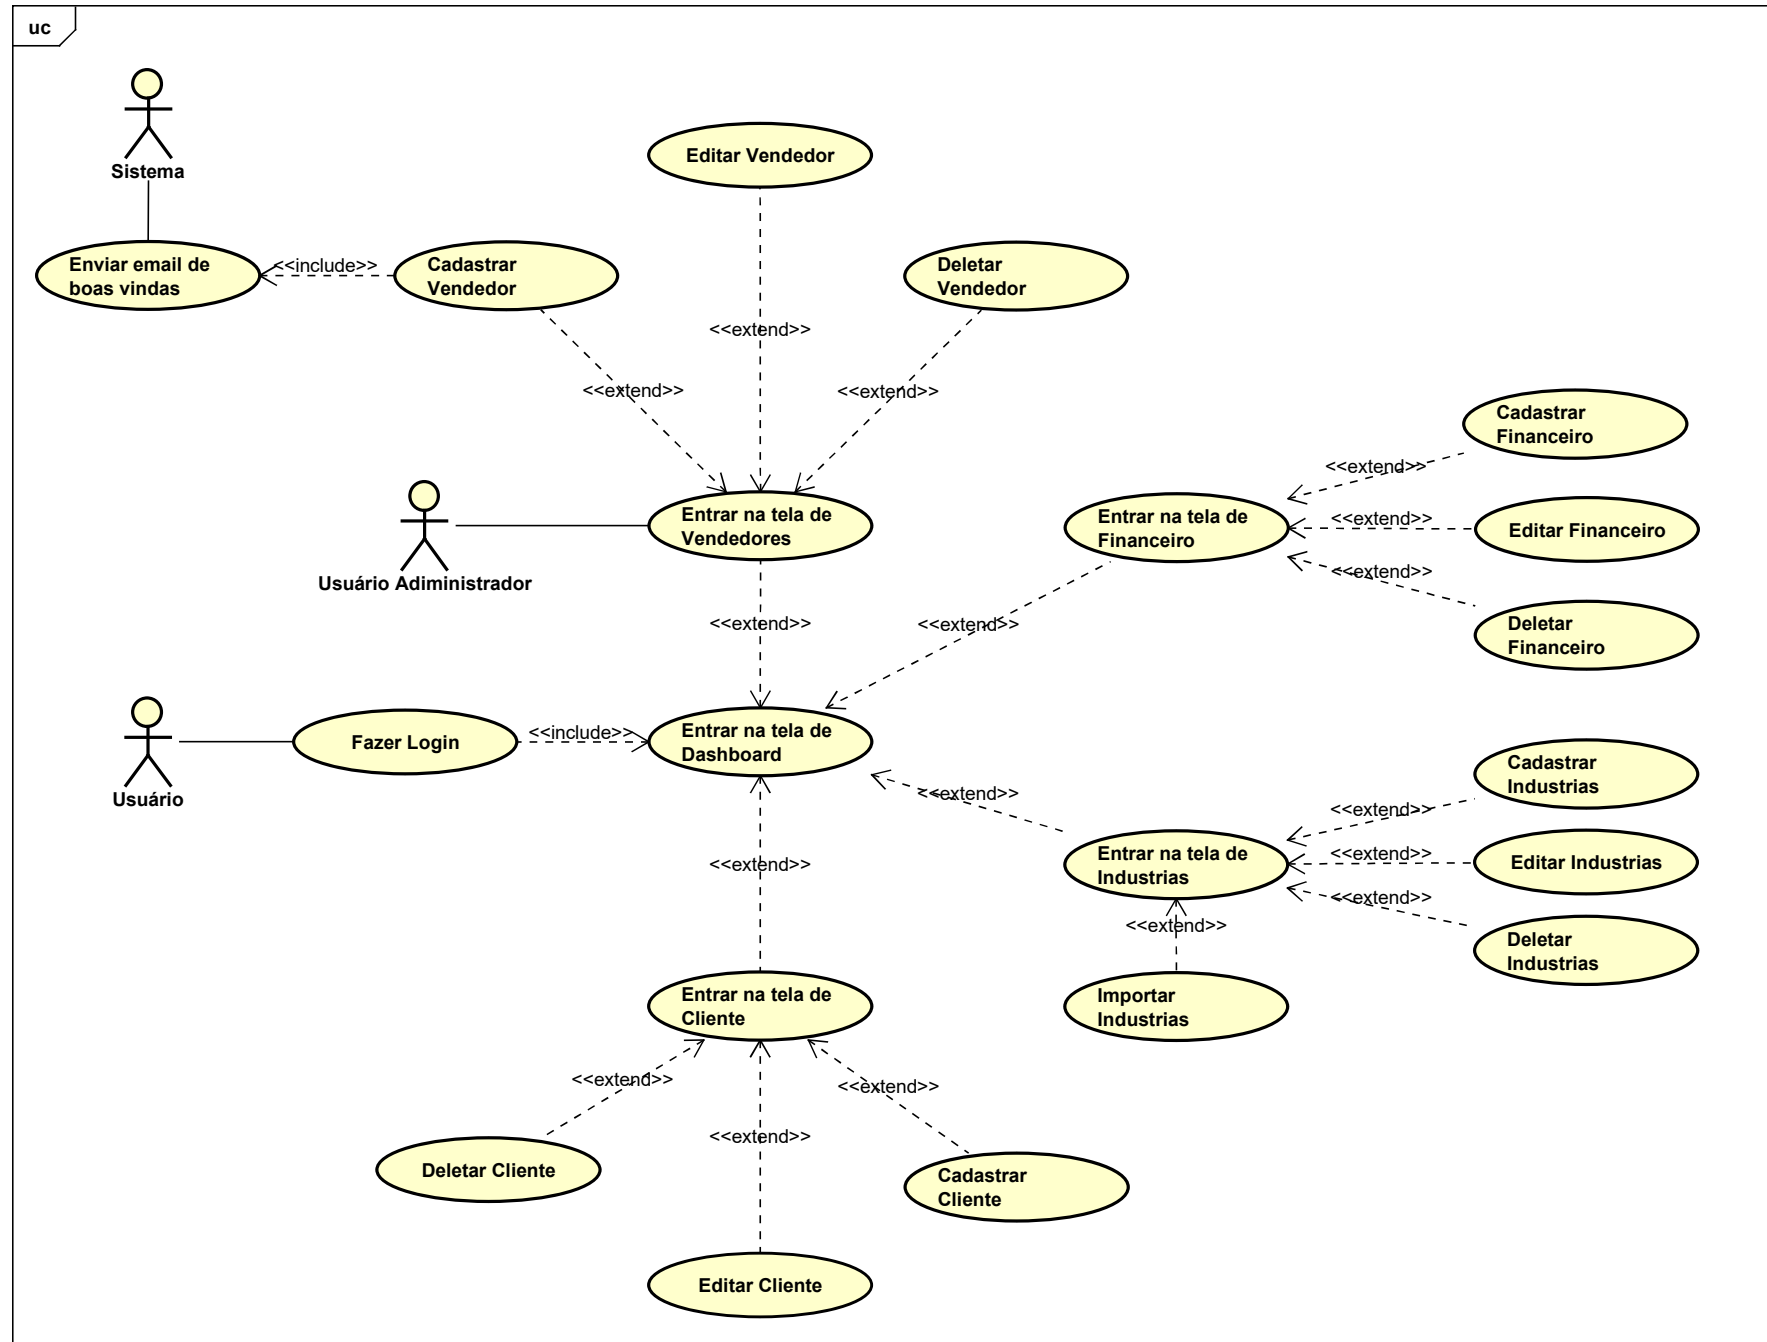 uc
Sistema
Editar Vendedor
Enviar email de
boas vindas
<<include>>
Cadastrar
Vendedor
Deletar
Vendedor
<<extend>>
<<extend>>
<<extend>>
Cadastrar
Financeiro
<<extend>>
Usuário Adiministrador
Entrar na tela de
Vendedores
Entrar na tela de
Financeiro
<<extend>>
Editar Financeiro
<<extend>>
Deletar
Financeiro
<<extend>>
<<extend>>
Usuário
Fazer Login
<<include>>
Entrar na tela de
Dashboard
<<extend>>
Cadastrar
Industrias
<<extend>>
<<extend>>
Entrar na tela de
Industrias
<<extend>>
Editar Industrias
<<extend>>
<<extend>>
Deletar
Industrias
Entrar na tela de
Cliente
Importar
Industrias
<<extend>>
<<extend>>
<<extend>>
Deletar Cliente
Cadastrar
Cliente
Editar Cliente